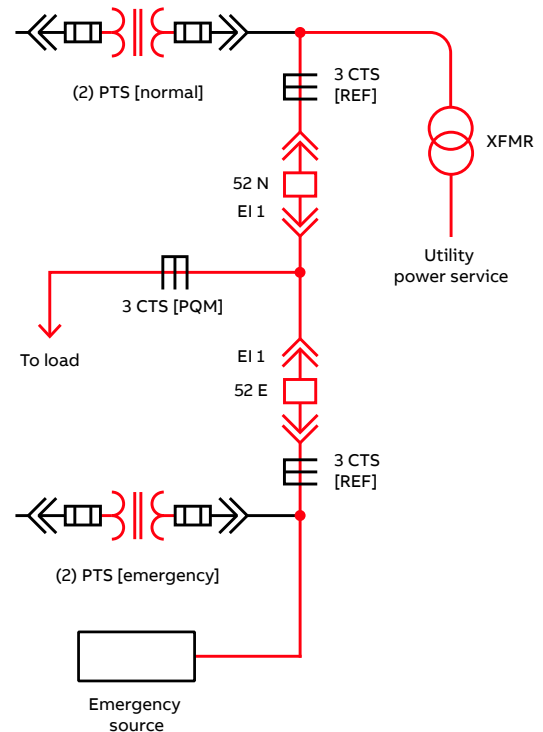 (2) PTS [normal]
3 CTS
[REF]
XFMR
52 N
EI 1
Utility
power service
3 CTS [PQM]
To load
EI 1
52 E
3 CTS
[REF]
(2) PTS [emergency]
Emergency
source